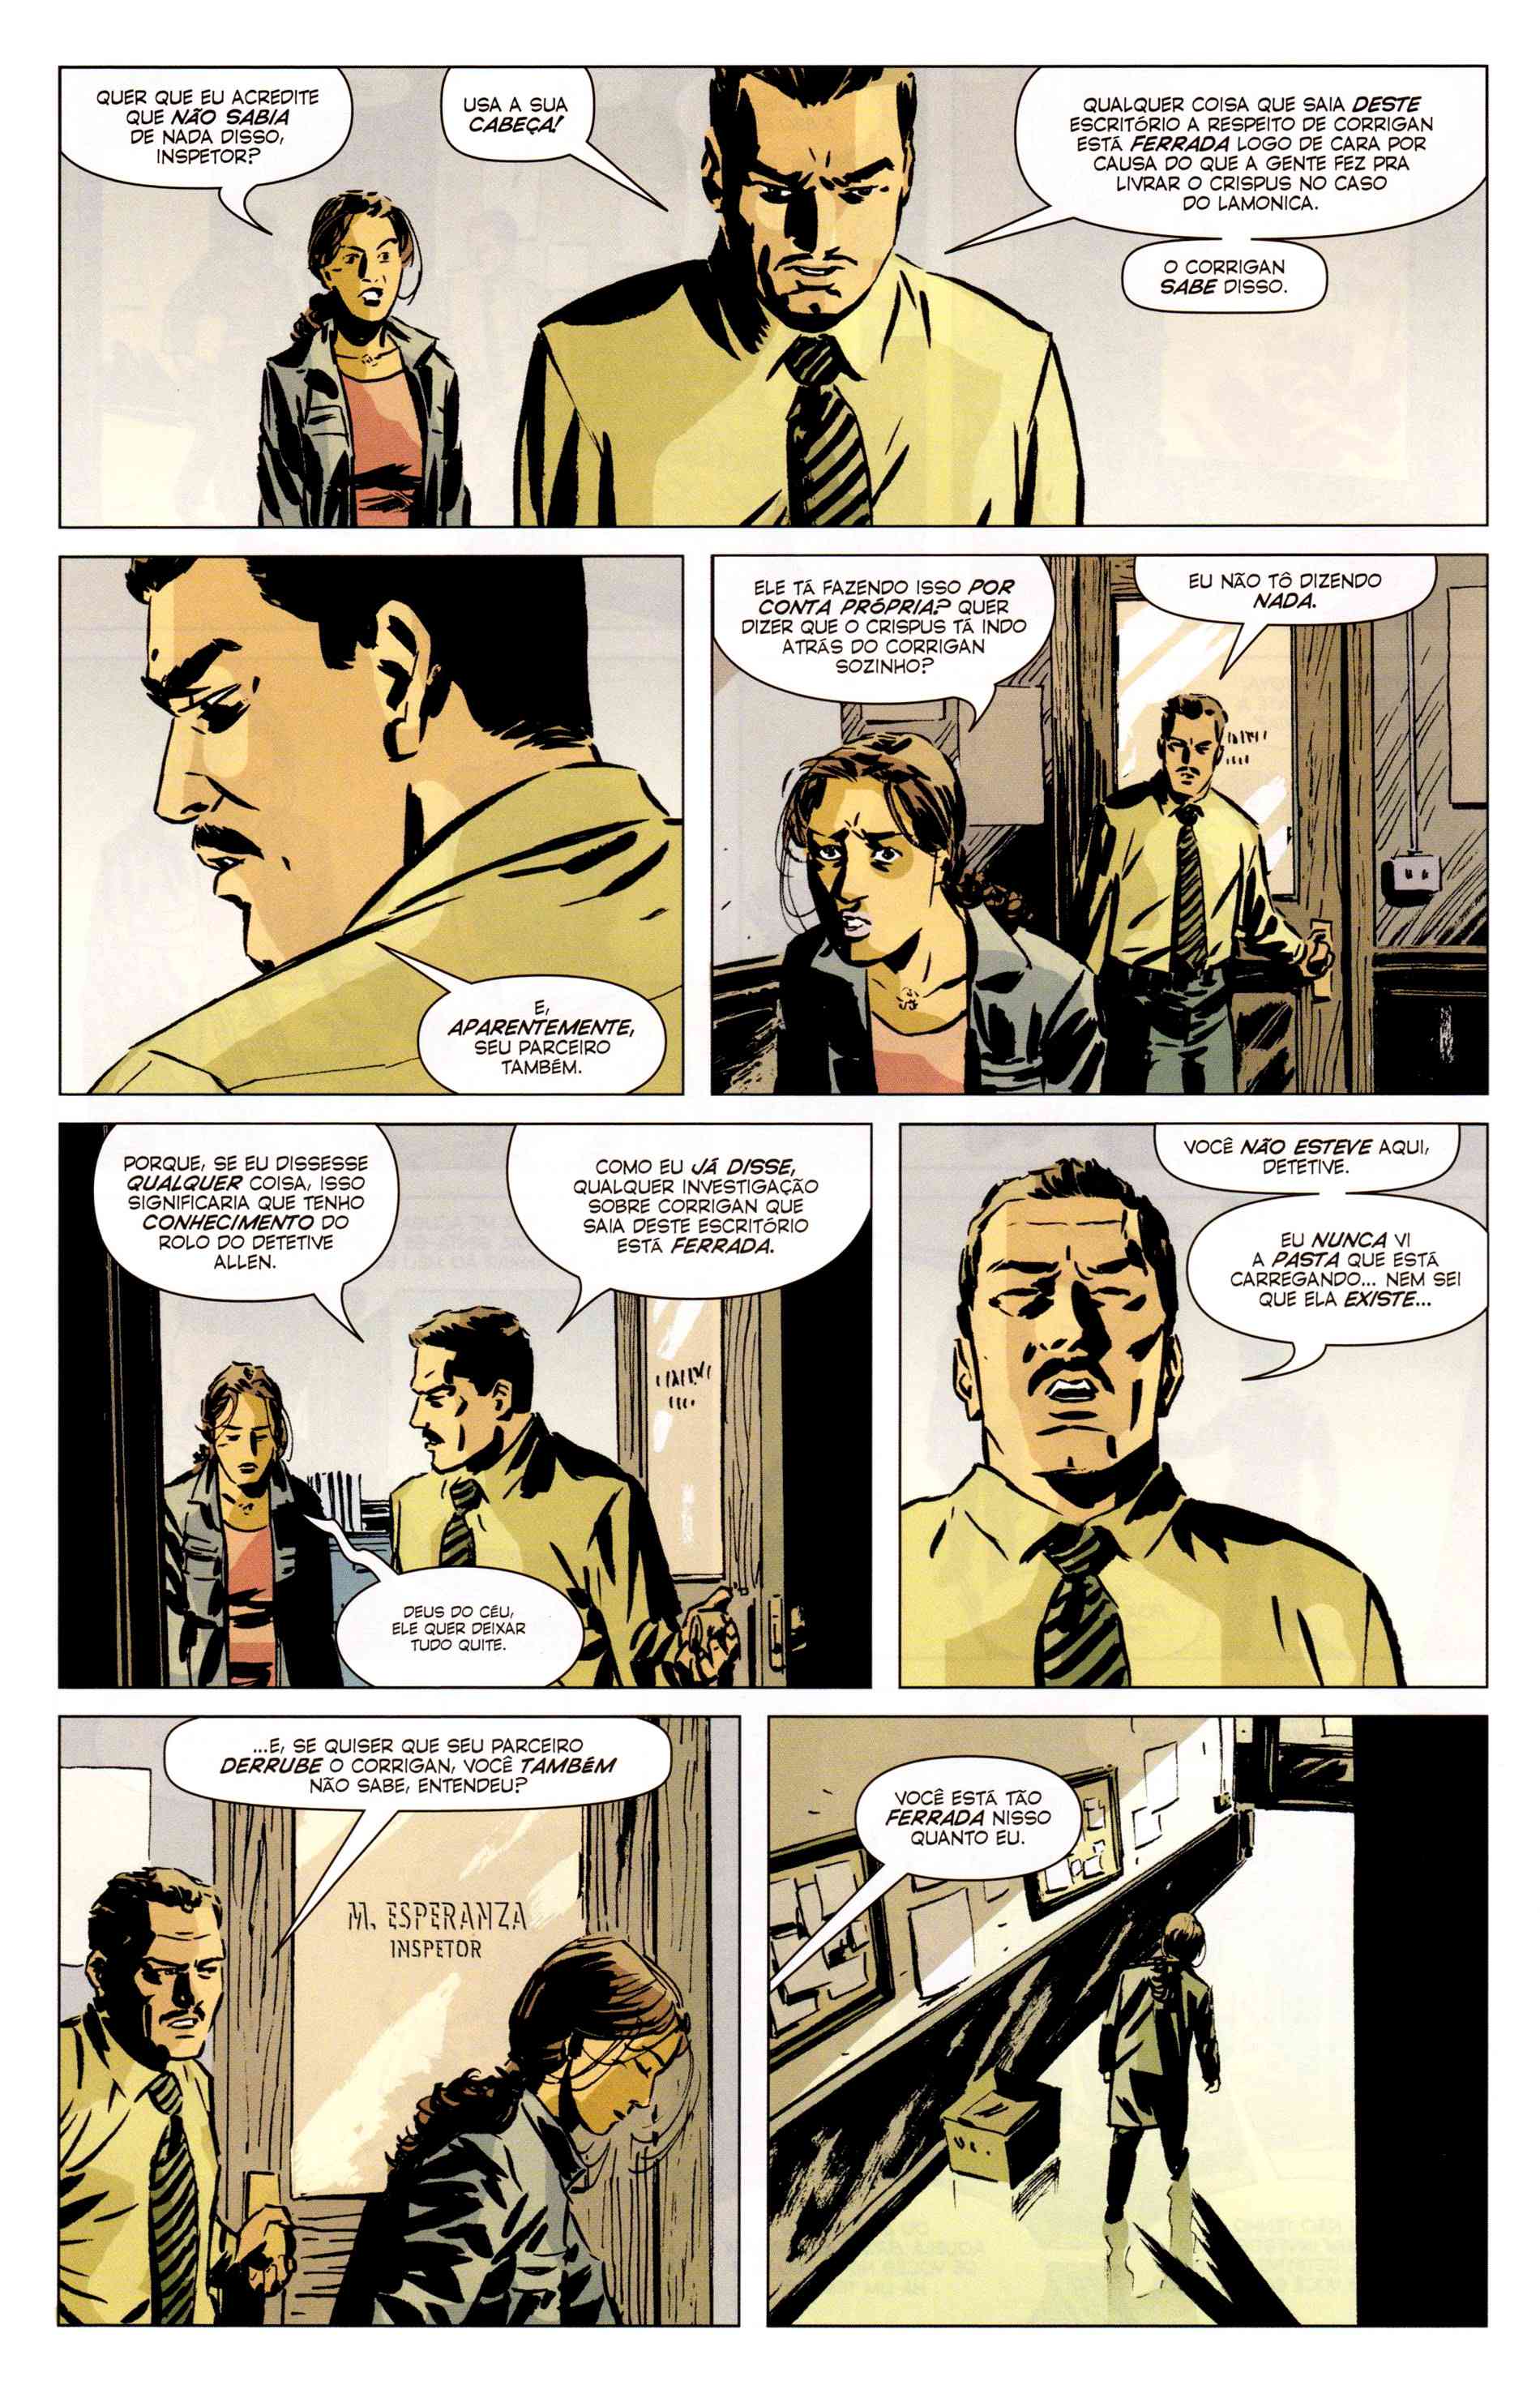 QUER QUE EU ACREDITE
QUE NÃO SABIA
DE NADA DISSO,
INSPETOR?
USA A SUA
CABEÇA!
QUALQUER COISA QUE SAIA DESTE
ESCRITÓRIO A RESPEITO DE CORRIGAN
ESTÁ FERRADA LOGO DE CARA POR
CAUSA DO QUE A GENTE FEZ PRA
LIVRAR O CRISPUS NO CASO
DO LAMONICA.
O CORRIGAN
SABE DISSO.
E,
APARENTEMENTE,
SEU PARCEIRO
TAMBÉM.
ELE TÁ FAZENDO ISSO POR
CONTA PRÓPRIA? QUER
DIZER QUE O CRISPUS TÁ INDO
ATRÁS DO CORRIGAN
SOZINHO?
EU NÃO TÔ DIZENDO
NADA.
PORQUE, SE EU DISSESSE
QUALQUER COISA, ISSO
SIGNIFICARIA QUE TENHO
CONHECIMENTO DO
ROLO DO DETETIVE
ALLEN.
COMO EU JÁ DISSE,
QUALQUER INVESTIGAÇÃO
SOBRE CORRIGAN QUE
SAIA DESTE ESCRITÓRIO
ESTÁ FERRADA.
DEUS DO CÉU,
ELE QUER DEIXAR
TUDO QUITE.
VOCÊ NÃO ESTEVE AQUI,
DETETIVE.
EU NUNCA VI
A PASTA QUE ESTÁ
CARREGANDO... NEM SEI
QUE ELA EXISTE...
...E, SE QUISER QUE SEU PARCEIRO
DERRUBE O CORRIGAN, VOCÊ TAMBÉM
NÃO SABE, ENTENDEU?
M. ESPERANZA
INSPETOR
VOCÊ ESTÁ TÃO
FERRADA NISSO
QUANTO EU.